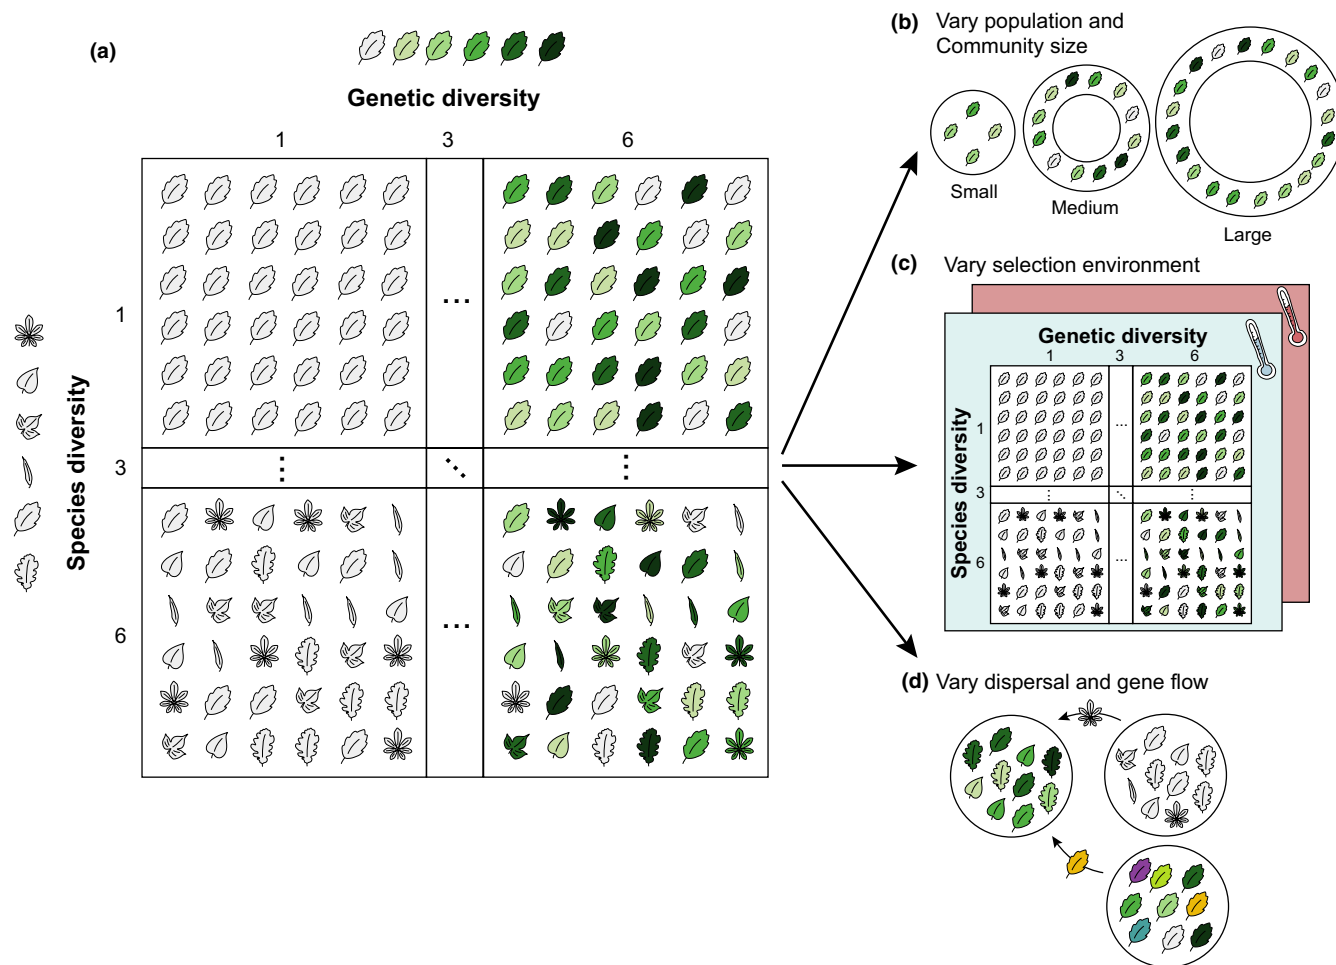 (a)
Genetic diversity
1 3 6
Species diversity
1
...
3
⋮ ⋱ ⋮
6
...
(b) Vary population and
Community size
Small
Medium
Large
(c) Vary selection environment
Genetic diversity
1 3 6
Species diversity
1
...
3
⋮ ⋱ ⋮
6
...
(d) Vary dispersal and gene flow